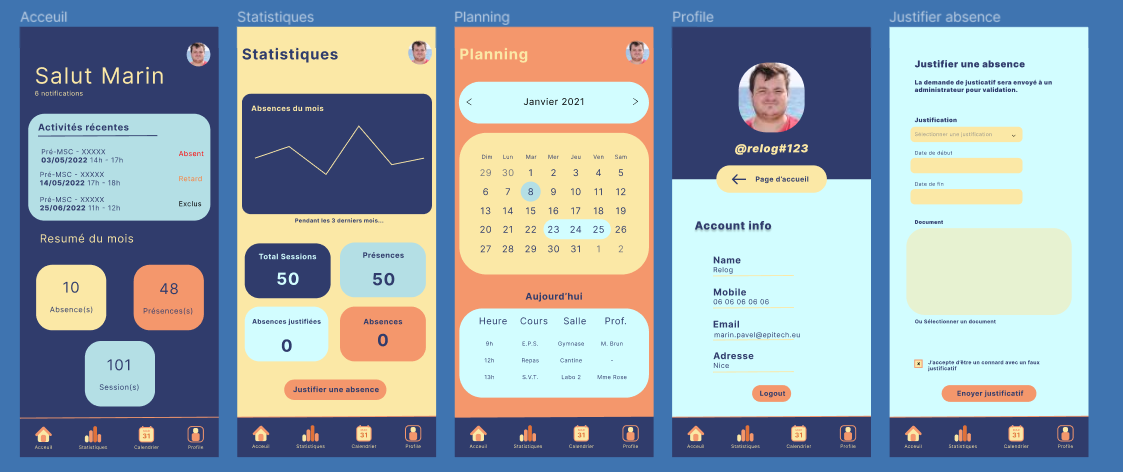 Acceuil
Salut Marin
6 notifications
Activités récentes
Pré-MSC - XXXXX
03/05/2022 14h - 17h
Absent
Pré-MSC - XXXXX
14/05/2022 17h - 18h
Retard
Pré-MSC - XXXXX
25/06/2022 11h - 12h
Exclus
Resumé du mois
10
Absence(s)
48
Présences(s)
101
Session(s)
Acceuil
Statistiques
Calendrier
Profile
Statistiques
Statistiques
Absences du mois
Pendant les 3 derniers mois...
Total Sessions
50
Présences
50
Absences justifiées
0
Absences
0
Justifier une absence
Acceuil
Statistiques
Calendrier
Profile
Planning
Planning
< Janvier 2021 >
Dim Lun Mar Mer Jeu Ven Sam
29 30 1 2 3 4 5
6 7 8 9 10 11 12
13 14 15 16 17 18 19
20 21 22 23 24 25 26
27 28 29 30 31 1 2
Aujourd'hui
Heure Cours Salle Prof.
9h E.P.S. Gymnase M. Brun
12h Repas Cantine -
13h S.V.T. Labo 2 Mme Rose
Acceuil
Statistiques
Calendrier
Profile
Profile
@relog#123
Page d'accueil
Account info
Name
Relog
Mobile
06 06 06 06 06
Email
marin.pavel@epitech.eu
Adresse
Nice
Logout
Acceuil
Statistiques
Calendrier
Profile
Justifier absence
Justifier une absence
La demande de justicatif sera envoyé à un
administrateur pour validation.
Justification
Sélectionner une justification
Date de début
Date de fin
Document
Ou Sélectionner un document
x J'accepte d'être un connard avec un faux
justificatif
Enoyer justificatif
Acceuil
Statistiques
Calendrier
Profile